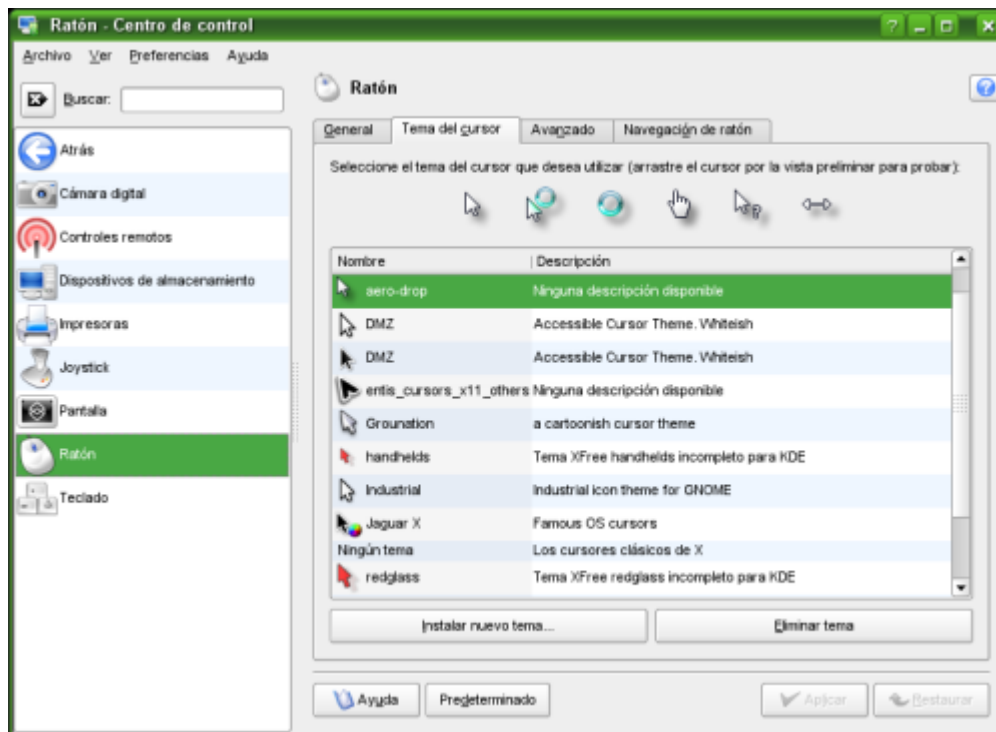 Ratón - Centro de control
Archivo Ver Preferencias Ayuda
Buscar:
Atrás
Cámara digital
Controles remotos
Dispositivos de almacenamiento
Impresoras
Joystick
Pantalla
Ratón
Teclado
Ratón
General Tema del cursor Avanzado Navegación de ratón
Seleccione el tema del cursor que desea utilizar (arrastre el cursor por la vista preliminar para probar):
Nombre Descripción
aero-drop Ninguna descripción disponible
DMZ Accessible Cursor Theme. Whiteish
DMZ Accessible Cursor Theme. Whiteish
entis_cursors_x11_others Ninguna descripción disponible
Grounation a cartoonish cursor theme
handhelds Tema XFree handhelds incompleto para KDE
Industrial Industrial icon theme for GNOME
Jaguar X Famous OS cursors
Ningún tema Los cursores clásicos de X
redglass Tema XFree redglass incompleto para KDE
Instalar nuevo tema... Eliminar tema
Ayuda Predeterminado Aplicar Restaurar